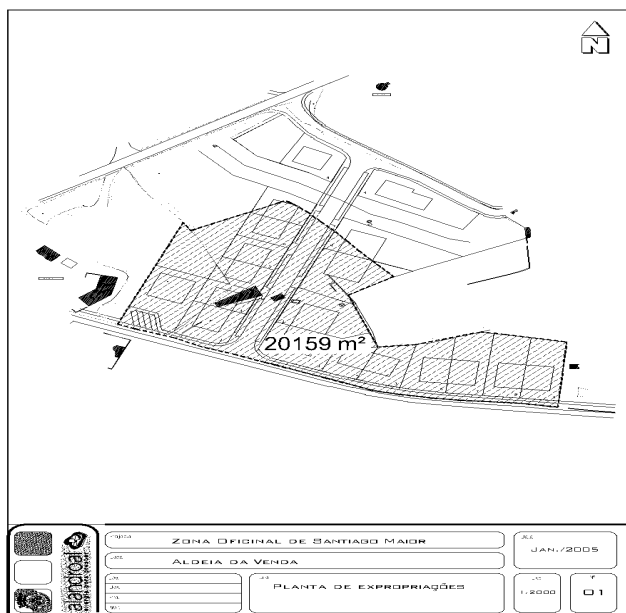 N
20159 m²
ZONA OFICINAL DE SANTIAGO MAIOR
JAN./2005
ALDEIA DA VENDA
PLANTA DE EXPROPRIAÇÕES
1:2000
01
alandroal